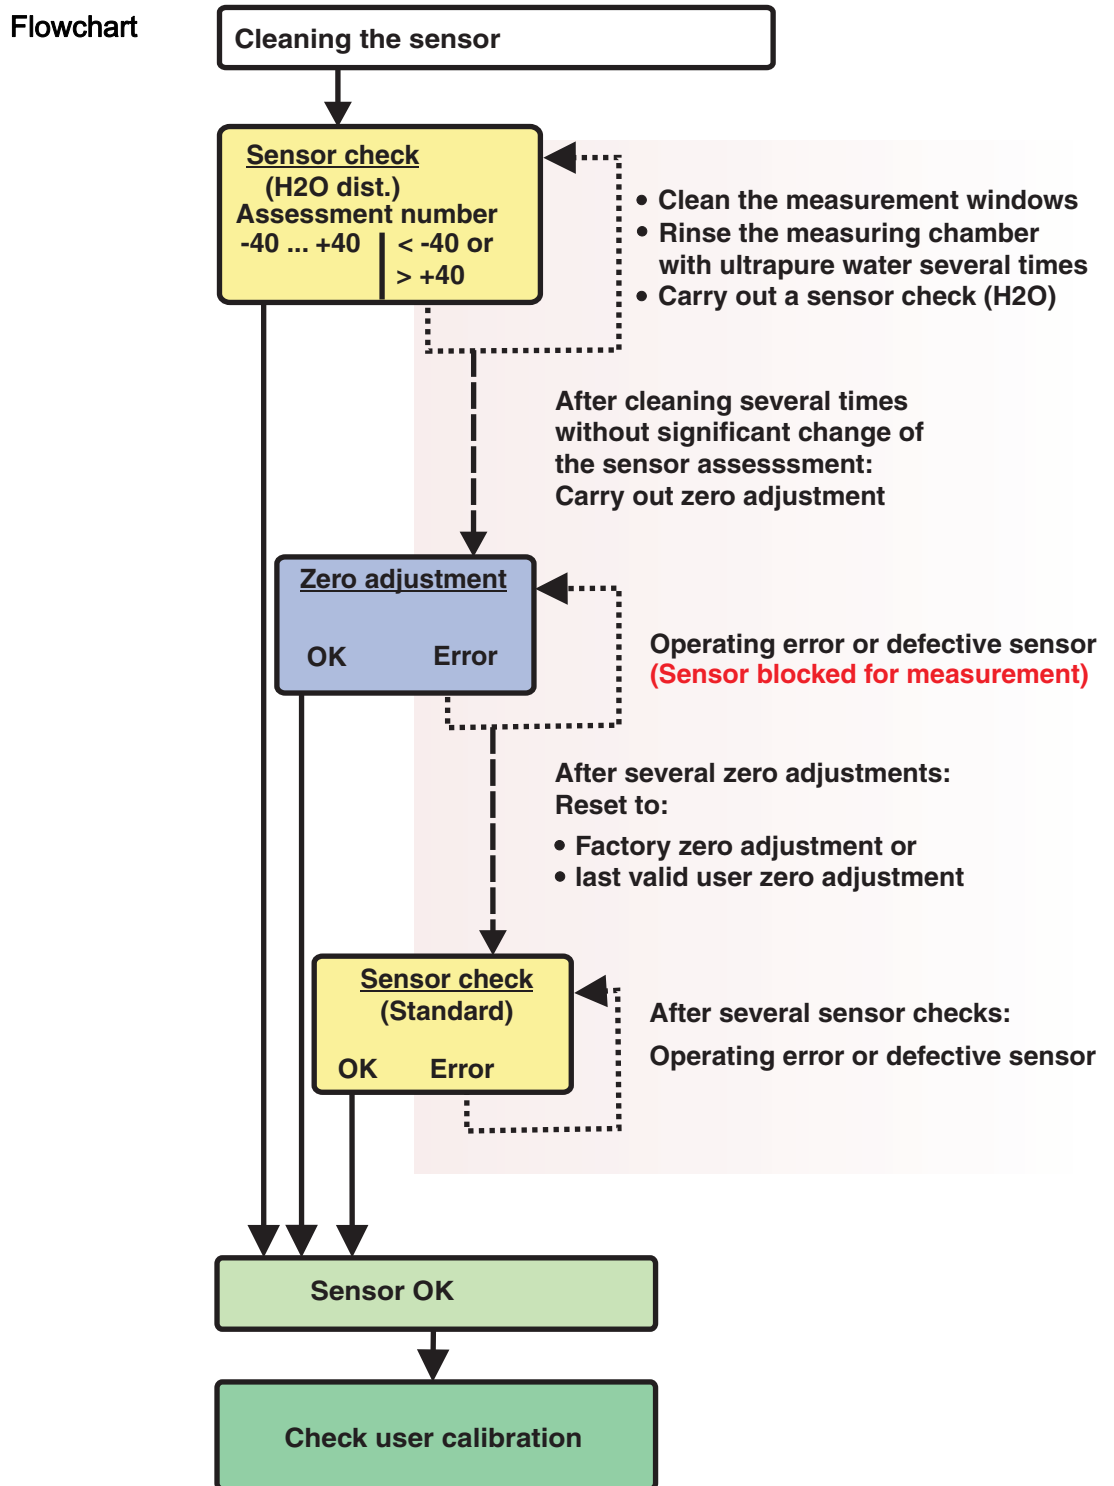 Flowchart
Cleaning the sensor
Sensor check
(H2O dist.)
Assessment number
-40 ... +40
< -40 or
> +40
• Clean the measurement windows
• Rinse the measuring chamber
with ultrapure water several times
• Carry out a sensor check (H2O)
After cleaning several times
without significant change of
the sensor assesssment:
Carry out zero adjustment
Zero adjustment
OK Error
Operating error or defective sensor
(Sensor blocked for measurement)
After several zero adjustments:
Reset to:
• Factory zero adjustment or
• last valid user zero adjustment
Sensor check
(Standard)
OK Error
After several sensor checks:
Operating error or defective sensor
Sensor OK
Check user calibration